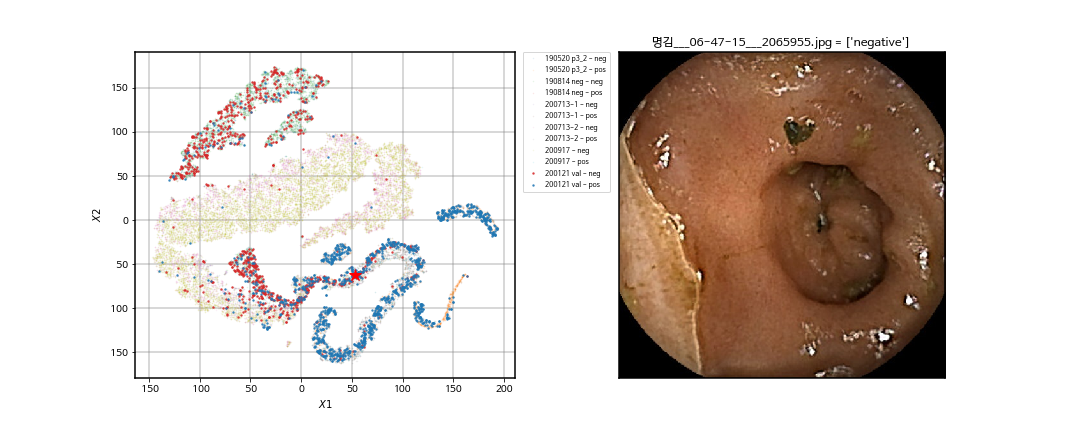 명김___06-47-15___2065955.jpg = ['negative']
190520 p3_2 – neg
190520 p3_2 – pos
190814 neg – neg
190814 neg – pos
200713–1 – neg
200713–1 – pos
200713–2 – neg
200713–2 – pos
200917 – neg
200917 – pos
200121 val – neg
200121 val – pos
150
100
50
0
50
100
150
X2
150 100 50 0 50 100 150 200
X1